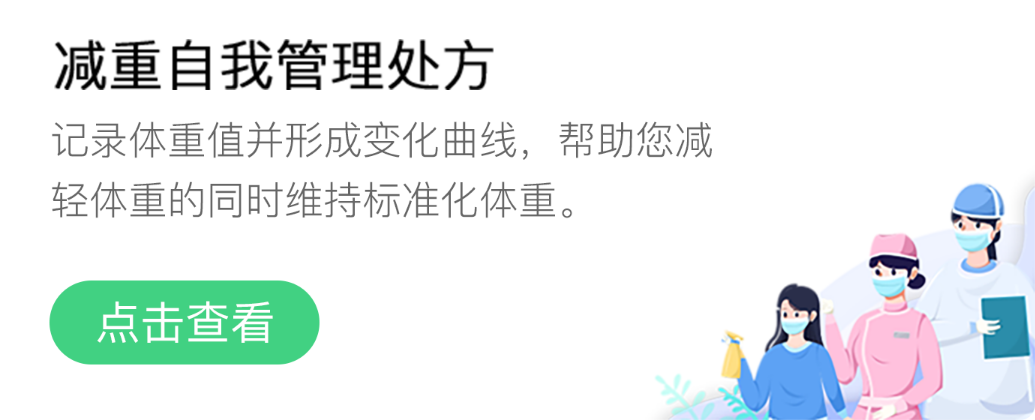 减重自我管理处方
记录体重值并形成变化曲线，帮助您减
轻体重的同时维持标准化体重。
点击查看